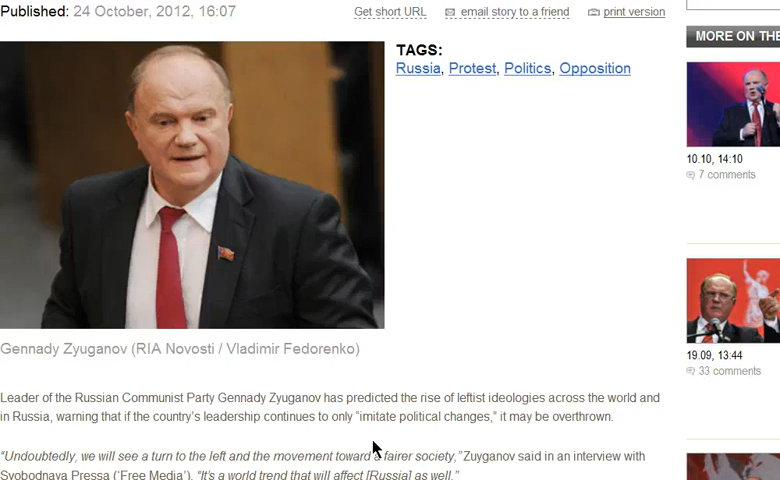 Published: 24 October, 2012, 16:07
Get short URL
email story to a friend
print version
TAGS:
Russia, Protest, Politics, Opposition
Gennady Zyuganov (RIA Novosti / Vladimir Fedorenko)
Leader of the Russian Communist Party Gennady Zyuganov has predicted the rise of leftist ideologies across the world and
in Russia, warning that if the country's leadership continues to only “imitate political changes,” it may be overthrown.
“Undoubtedly, we will see a turn to the left and the movement toward a fairer society,” Zyuganov said in an interview with
Svobodnaya Pressa (‘Free Media’). “It's a world trend that will affect [Russia] as well.”
MORE ON THE
10.10, 14:10
7 comments
19.09, 13:44
33 comments